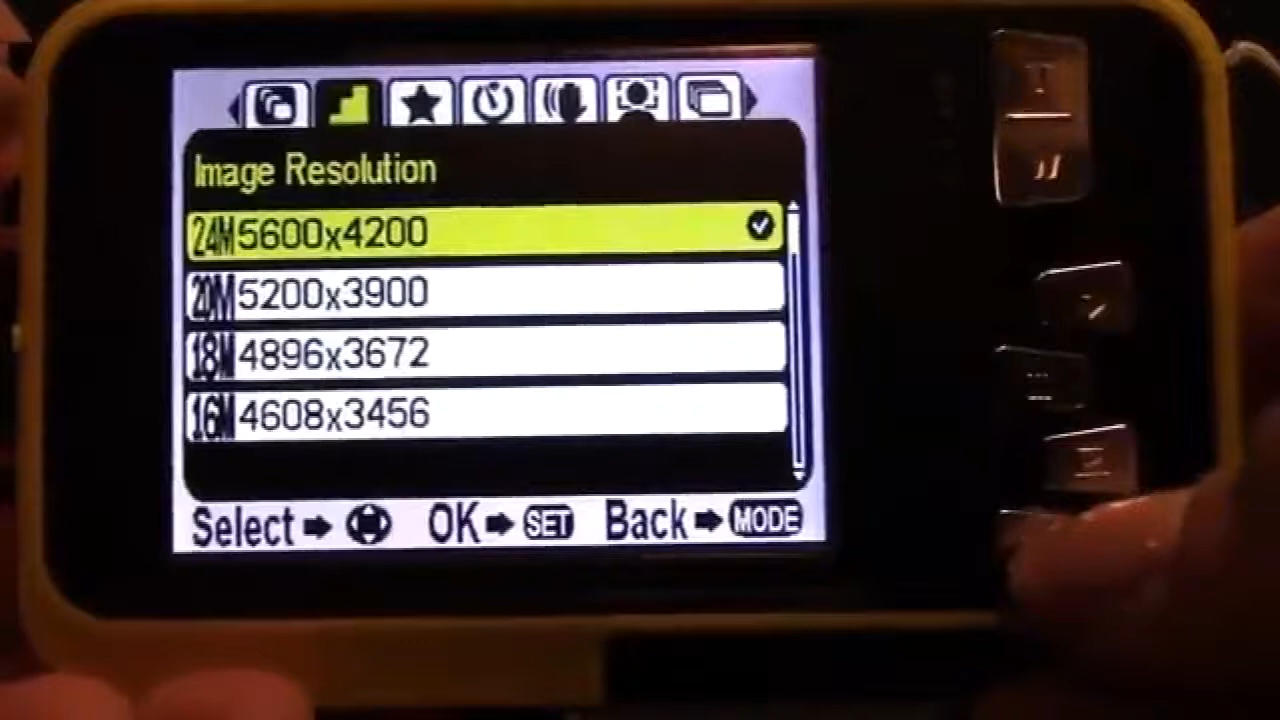 Image Resolution
24M 5600x4200
20M 5200x3900
18M 4896x3672
16M 4608x3456
Select OK SET Back MODE
T